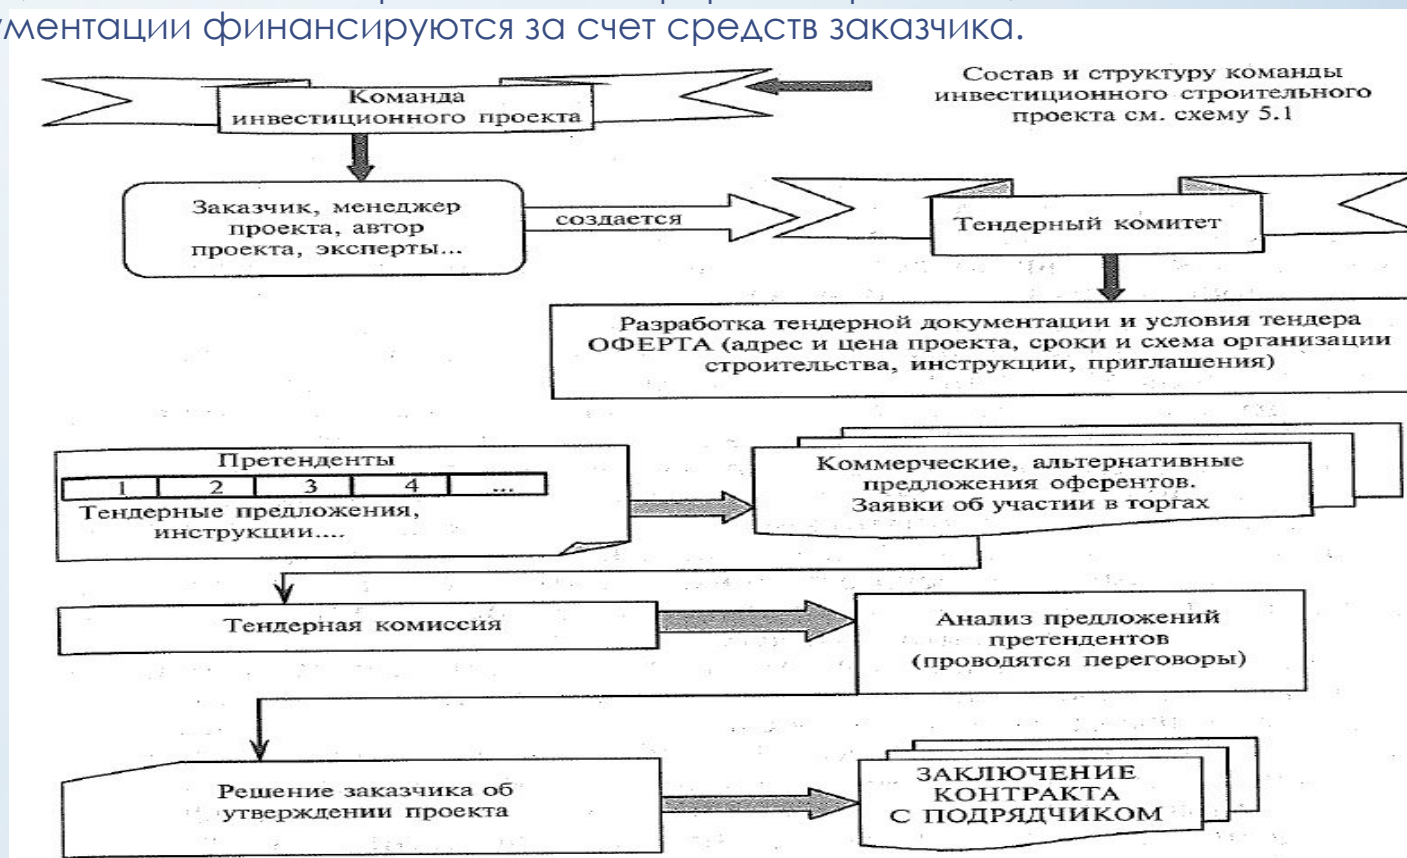 ументации финансируются за счет средств заказчика.
Команда
инвестиционного проекта
Состав и структуру команды
инвестиционного строительного
проекта см. схему 5.1
Заказчик, менеджер
проекта, автор
проекта, эксперты...
создается
Тендерный комитет
Разработка тендерной документации и условия тендера
ОФЕРТА (адрес и цена проекта, сроки и схема организации
строительства, инструкции, приглашения)
Претенденты
1 2 3 4 ...
Тендерные предложения,
инструкции....
Коммерческие, альтернативные
предложения оферентов.
Заявки об участии в торгах
Тендерная комиссия
Анализ предложений
претендентов
(проводятся переговоры)
Решение заказчика об
утверждении проекта
ЗАКЛЮЧЕНИЕ
КОНТРАКТА
С ПОДРЯДЧИКОМ